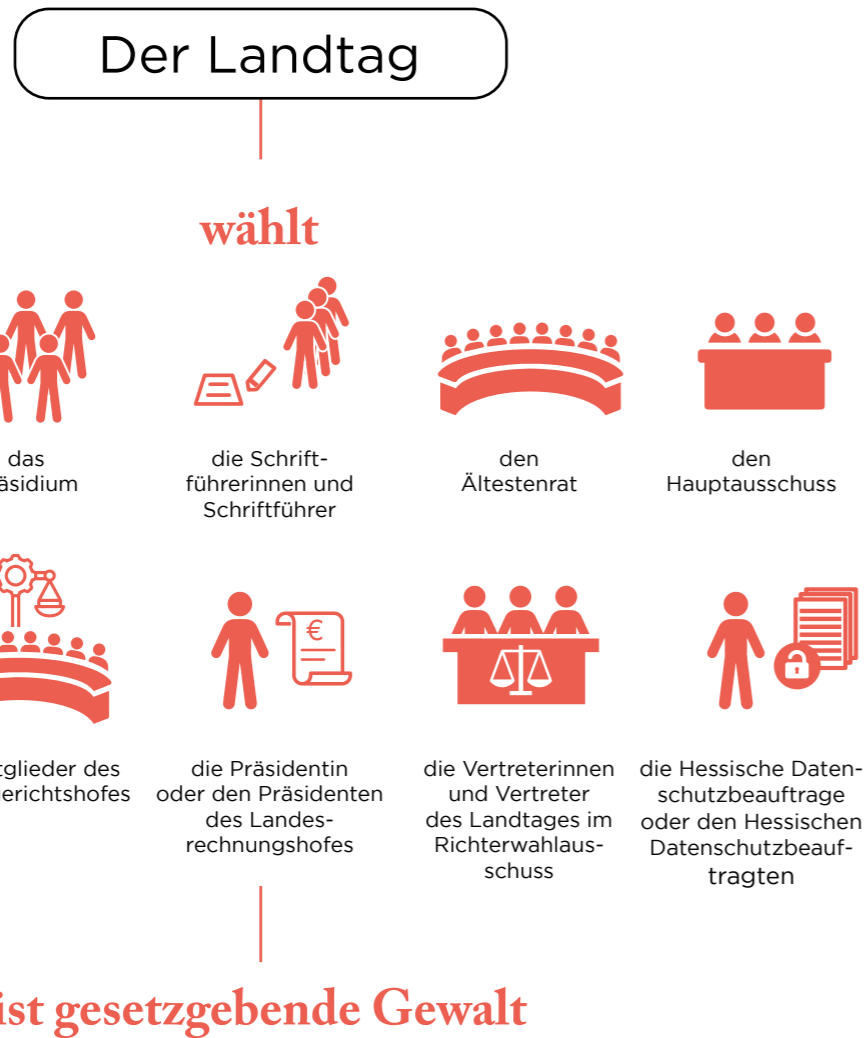 Der Landtag
wählt
das
äsidium
die Schrift-
führerinnen und
Schriftführer
den
Ältestenrat
den
Hauptausschuss
€
tglieder des
gerichtshofes
die Präsidentin
oder den Präsidenten
des Landes-
rechnungshofes
die Vertreterinnen
und Vertreter
des Landtages im
Richterwahlaus-
schuss
die Hessische Daten-
schutzbeauftrage
oder den Hessischen
Datenschutzbeauf-
tragten
ist gesetzgebende Gewalt